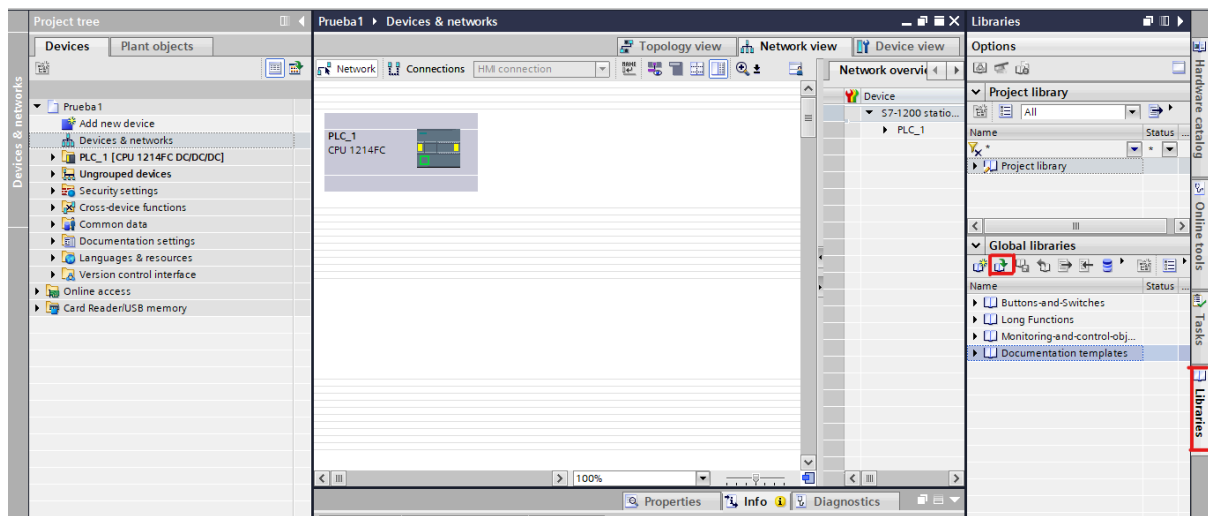 Devices & networks
Project tree
Devices
Plant objects
Prueba1
Add new device
Devices & networks
PLC_1 [CPU 1214FC DC/DC/DC]
Ungrouped devices
Security settings
Cross-device functions
Common data
Documentation settings
Languages & resources
Version control interface
Online access
Card Reader/USB memory
Prueba1 ▸ Devices & networks
Topology view
Network view
Device view
Network
Connections
HMI connection
PLC_1
CPU 1214FC
Network overvi
Device
S7-1200 statio...
PLC_1
100%
Properties
Info
Diagnostics
Libraries
Options
Project library
All
Name
Status
...
*
*
Project library
Global libraries
Name
Status
...
Buttons-and-Switches
Long Functions
Monitoring-and-control-obj...
Documentation templates
Hardware catalog
Online tools
Tasks
Libraries